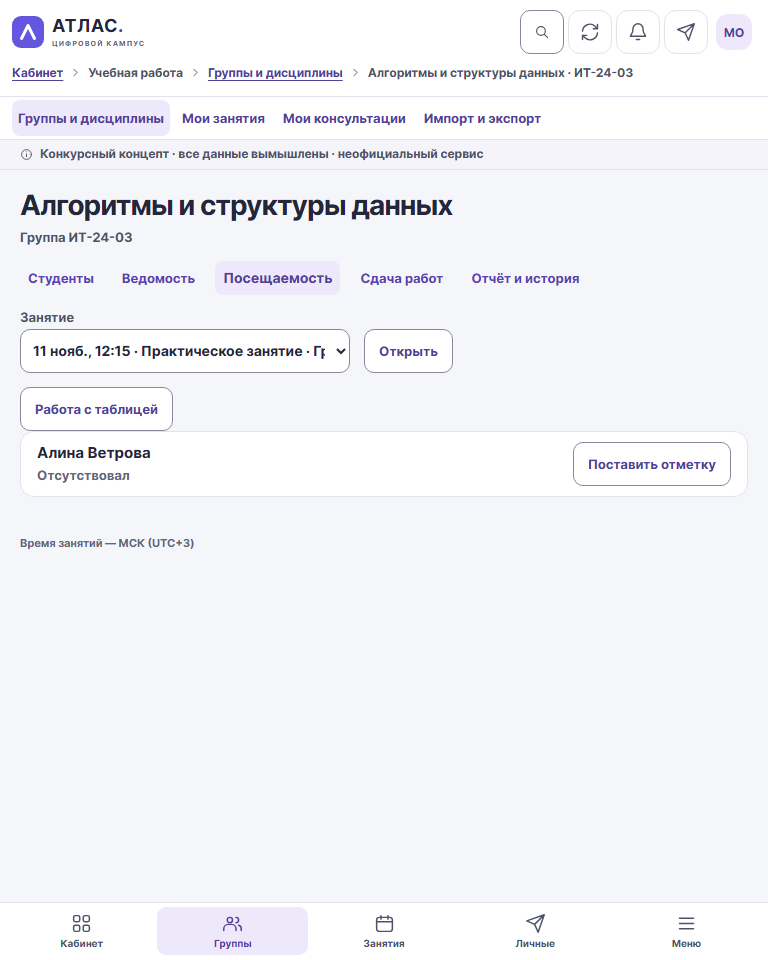 АТЛАС.
ЦИФРОВОЙ КАМПУС
МО
Кабинет > Учебная работа > Группы и дисциплины > Алгоритмы и структуры данных · ИТ-24-03
Группы и дисциплины Мои занятия Мои консультации Импорт и экспорт
Конкурсный концепт · все данные вымышлены · неофициальный сервис
Алгоритмы и структуры данных
Группа ИТ-24-03
Студенты Ведомость Посещаемость Сдача работ Отчёт и история
Занятие
11 нояб., 12:15 · Практическое занятие · Гр
Открыть
Работа с таблицей
Алина Ветрова
Отсутствовал
Поставить отметку
Время занятий — МСК (UTC+3)
Кабинет Группы Занятия Личные Меню